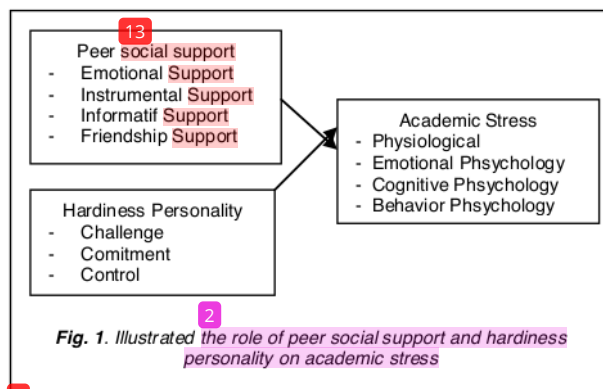 13
Peer social support
- Emotional Support
- Instrumental Support
- Informatif Support
- Friendship Support
Academic Stress
- Physiological
- Emotional Phsychology
- Cognitive Phsychology
- Behavior Phsychology
Hardiness Personality
- Challenge
- Comitment
- Control
2
Fig. 1. Illustrated the role of peer social support and hardiness
personality on academic stress